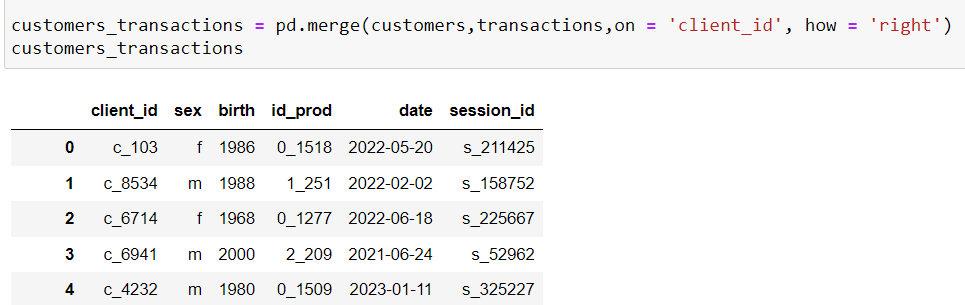 customers_transactions = pd.merge(customers,transactions,on = 'client_id', how = 'right')
customers_transactions
client_id sex birth id_prod date session_id
0 c_103 f 1986 0_1518 2022-05-20 s_211425
1 c_8534 m 1988 1_251 2022-02-02 s_158752
2 c_6714 f 1968 0_1277 2022-06-18 s_225667
3 c_6941 m 2000 2_209 2021-06-24 s_52962
4 c_4232 m 1980 0_1509 2023-01-11 s_325227